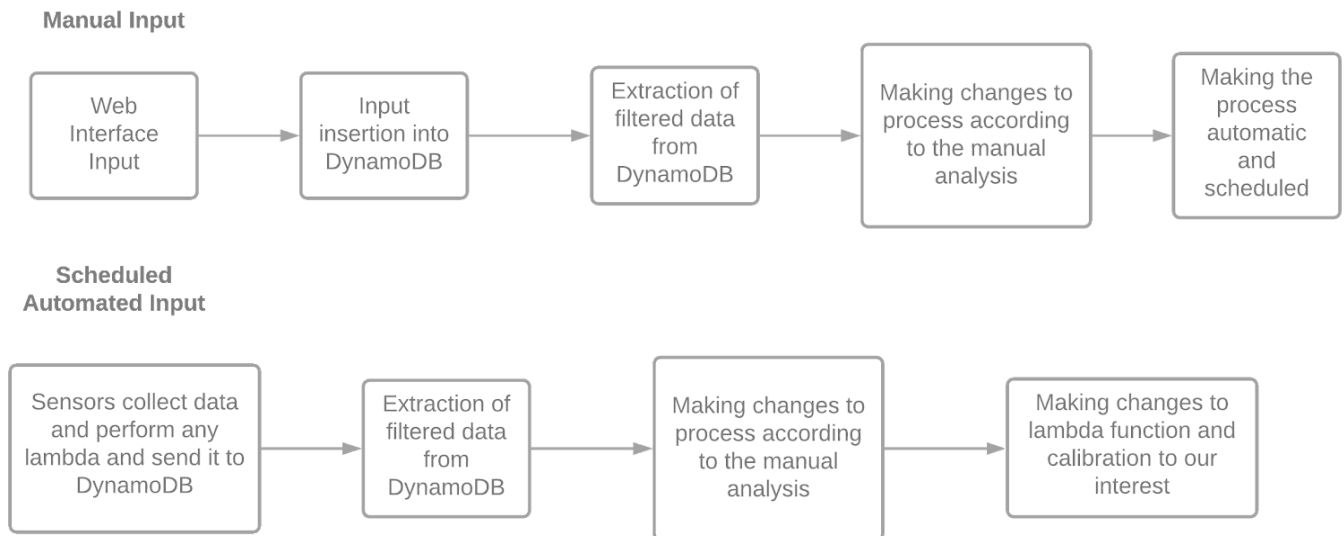 Manual Input
Web
Interface
Input
Input
insertion into
DynamoDB
Extraction of
filtered data
from
DynamoDB
Making changes to
process according
to the manual
analysis
Making the
process
automatic
and
scheduled
Scheduled
Automated Input
Sensors collect data
and perform any
lambda and send it to
DynamoDB
Extraction of
filtered data
from
DynamoDB
Making changes to
process according
to the manual
analysis
Making changes to
lambda function and
calibration to our
interest